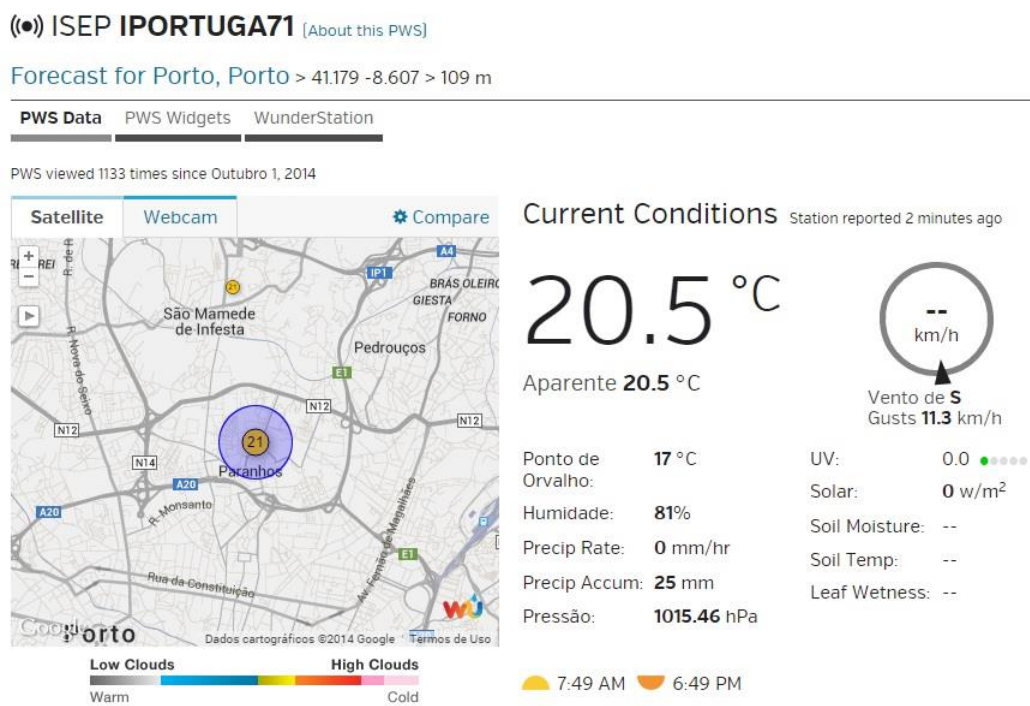 ISEP IPORTUGA71 (About this PWS)
Forecast for Porto, Porto > 41.179 -8.607 > 109 m
PWS Data PWS Widgets WunderStation
PWS viewed 1133 times since Outubro 1, 2014
Satellite Webcam Compare
Current Conditions Station reported 2 minutes ago
20.5 °C
-- km/h
Aparente 20.5 °C
Vento de S
Gusts 11.3 km/h
Ponto de Orvalho: 17 °C
Humidade: 81%
Precip Rate: 0 mm/hr
Precip Accum: 25 mm
Pressão: 1015.46 hPa
UV: 0.0
Solar: 0 w/m²
Soil Moisture: --
Soil Temp: --
Leaf Wetness: --
7:49 AM 6:49 PM
A4
IP1
R. de
REI
21
BRÁS OLEIRO
GIESTA
FORNO
São Mamede
de Infesta
Pedrouços
R. Nova do Seixo
E1
N12
N12
N12
21
Paranhos
N14
A20
A20
R. Monsanto
E1
Av. Fernão de Magalhães
Rua da Constituição
WU
Google
Porto
Dados cartográficos ©2014 Google Termos de Uso
Low Clouds High Clouds
Warm Cold